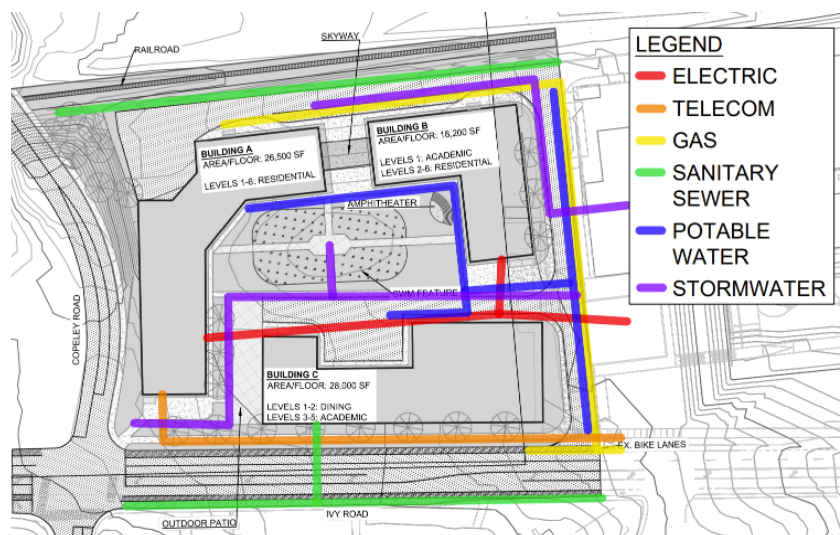 SKYWAY
RAILROAD
LEGEND
ELECTRIC
TELECOM
GAS
SANITARY
SEWER
POTABLE
WATER
STORMWATER
BUILDING A
AREA/FLOOR: 26,500 SF
LEVELS 1-6: RESIDENTIAL
BUILDING B
AREA/FLOOR: 18,200 SF
LEVELS 1: ACADEMIC
LEVELS 2-6: RESIDENTIAL
AMPHITHEATER
SWM FEATURE
COPELEY ROAD
BUILDING C
AREA/FLOOR: 28,000 SF
LEVELS 1-2: DINING
LEVELS 3-5: ACADEMIC
EX. BIKE LANES
OUTDOOR PATIO
IVY ROAD